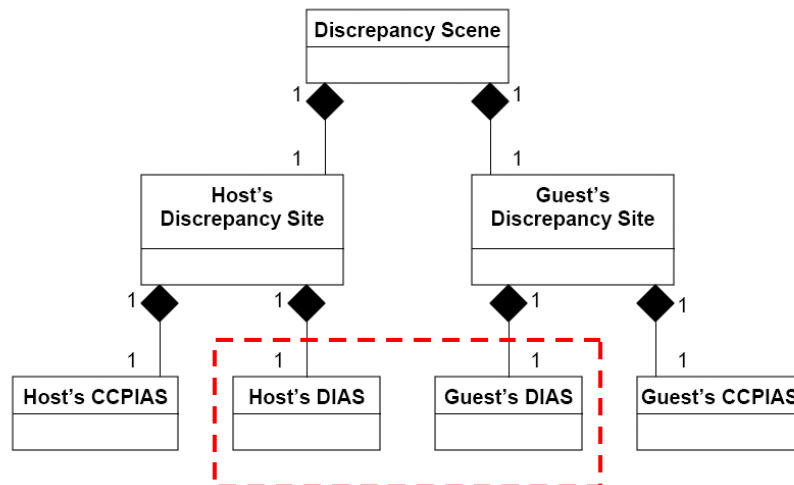 Discrepancy Scene
1
1
1
1
Host's
Discrepancy Site
Guest's
Discrepancy Site
1
1
1
1
1
1
1
1
Host's CCPIAS
Host's DIAS
Guest's DIAS
Guest's CCPIAS